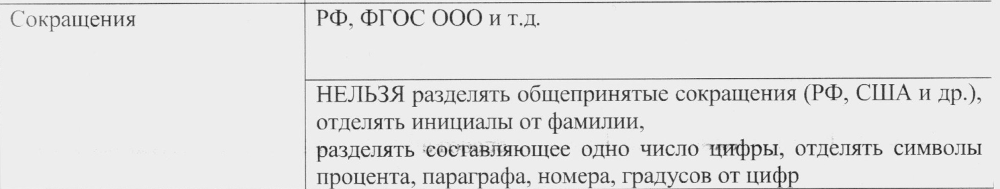 Сокращения
РФ, ФГОС ООО и т.д.
НЕЛЬЗЯ разделять общепринятые сокращения (РФ, США и др.),
отделять инициалы от фамилии,
разделять составляющее одно число цифры, отделять символы
процента, параграфа, номера, градусов от цифр